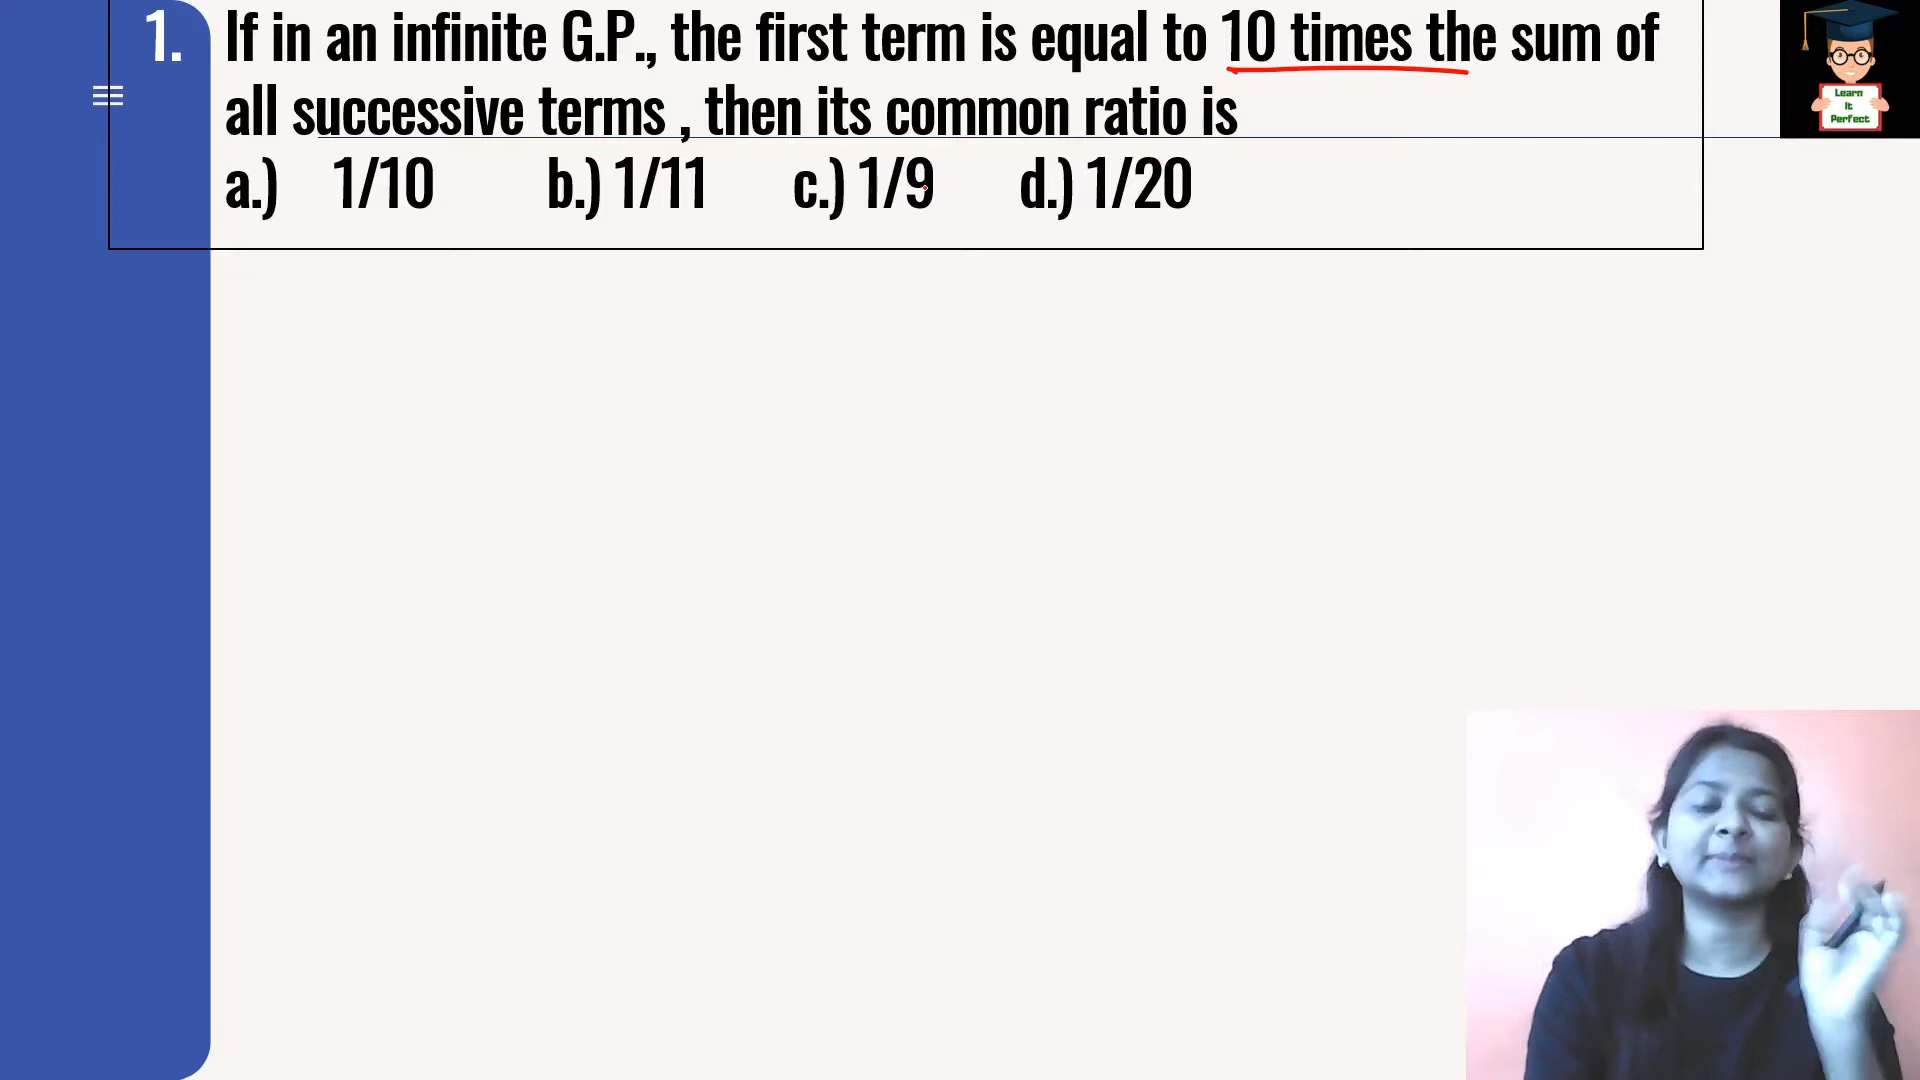 1. If in an infinite G.P., the first term is equal to 10 times the sum of
all successive terms , then its common ratio is
a.) 1/10 b.) 1/11 c.) 1/9 d.) 1/20
Learn
It
Perfect